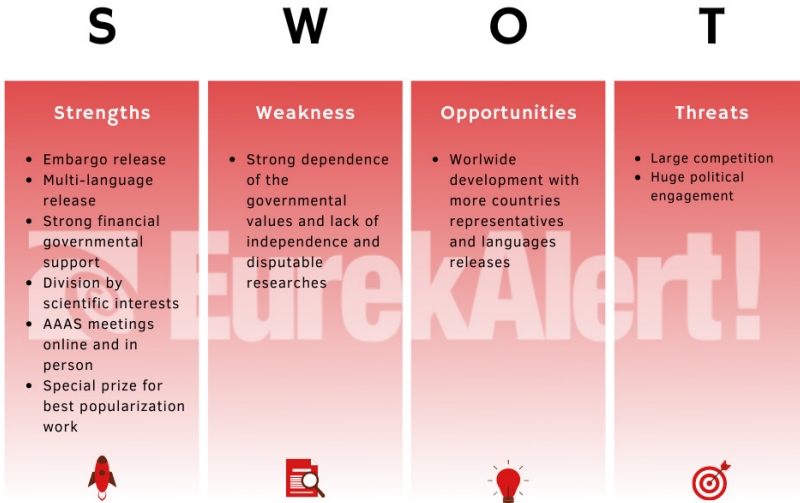 S
W
O
T
Strengths
• Embargo release
• Multi-language
release
• Strong financial
governmental
support
• Division by
scientific interests
• AAAS meetings
online and in
person
• Special prize for
best popularization
work
Weakness
• Strong dependence
of the
governmental
values and lack of
independence and
disputable
researches
Opportunities
• Worlwide
development with
more countries
representatives
and languages
releases
Threats
• Large competition
• Huge political
engagement
EurekAlert!